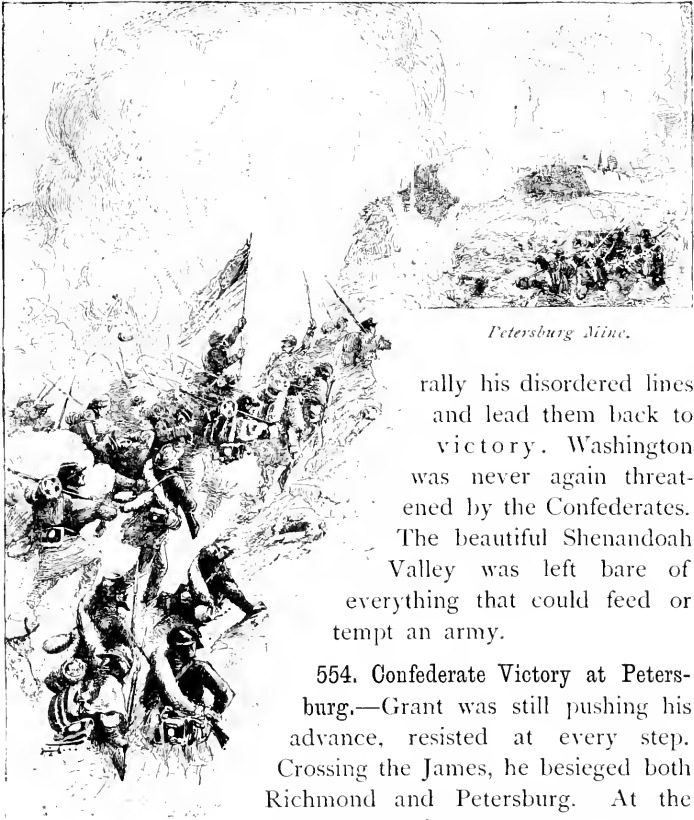 Petersburg Mine.
rally his disordered lines
and lead them back to
victory. Washington
was never again threat-
ened by the Confederates.
The beautiful Shenandoah
Valley was left bare of
everything that could feed or
tempt an army.
554. Confederate Victory at Peters-
burg.—Grant was still pushing his
advance, resisted at every step.
Crossing the James, he besieged both
Richmond and Petersburg. At the